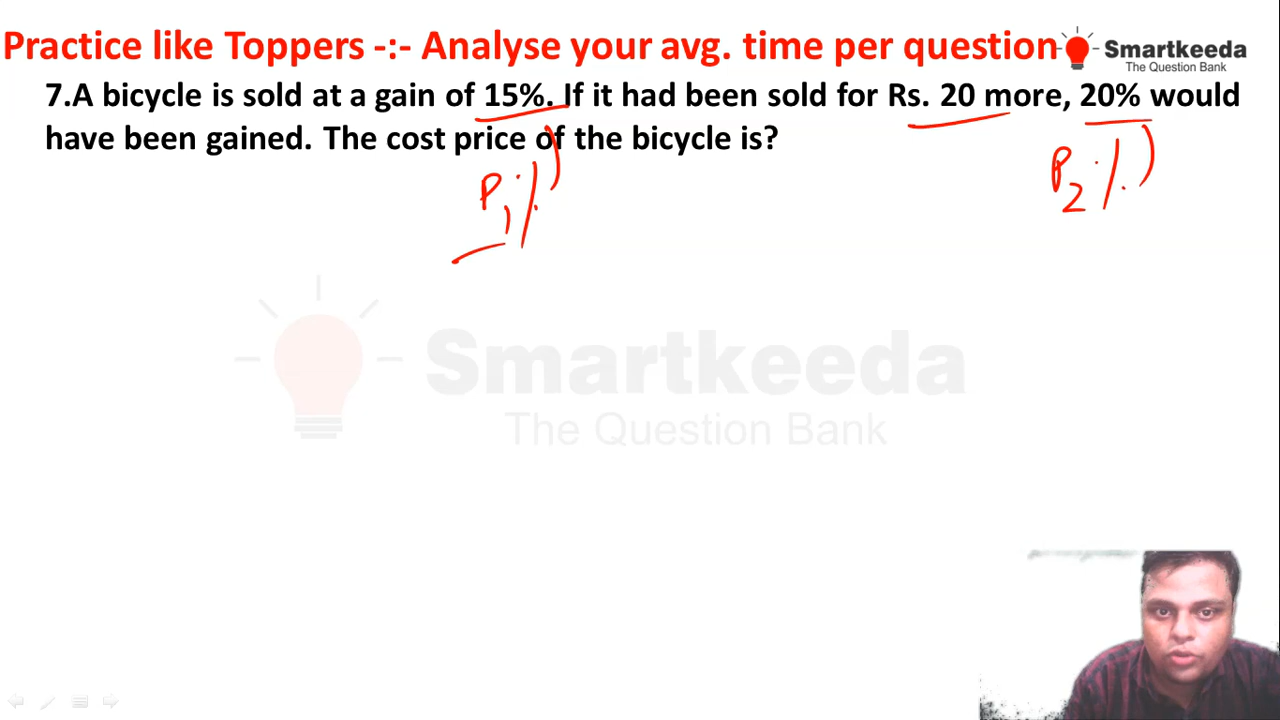 Practice like Toppers -:- Analyse your avg. time per question
Smartkeeda
The Question Bank
7.A bicycle is sold at a gain of 15%. If it had been sold for Rs. 20 more, 20% would
have been gained. The cost price of the bicycle is?
P1%)
P2%)
Smartkeeda
The Question Bank